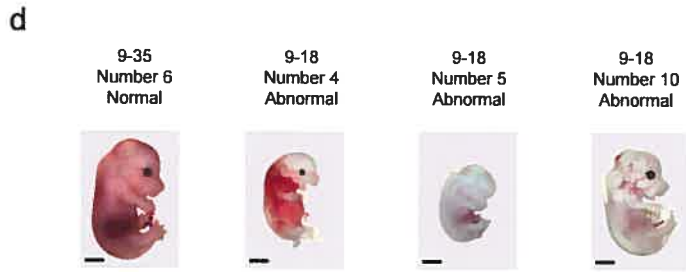 d
9-35
Number 6
Normal
9-18
Number 4
Abnormal
9-18
Number 5
Abnormal
9-18
Number 10
Abnormal